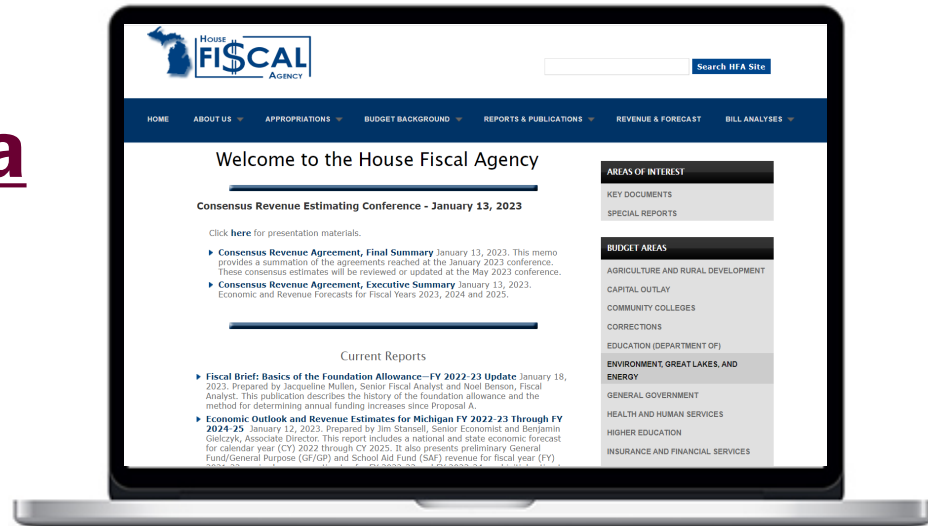 a
HOUSE
FI$CAL
AGENCY
Search HFA Site
HOME ABOUT US APPROPRIATIONS BUDGET BACKGROUND REPORTS & PUBLICATIONS REVENUE & FORECAST BILL ANALYSES
Welcome to the House Fiscal Agency
Consensus Revenue Estimating Conference - January 13, 2023
Click here for presentation materials.
Consensus Revenue Agreement, Final Summary January 13, 2023. This memo
provides a summation of the agreements reached at the January 2023 conference.
These consensus estimates will be reviewed or updated at the May 2023 conference.
Consensus Revenue Agreement, Executive Summary January 13, 2023.
Economic and Revenue Forecasts for Fiscal Years 2023, 2024 and 2025.
Current Reports
Fiscal Brief: Basics of the Foundation Allowance—FY 2022-23 Update January 18,
2023. Prepared by Jacqueline Mullen, Senior Fiscal Analyst and Noel Benson, Fiscal
Analyst. This publication describes the history of the foundation allowance and the
method for determining annual funding increases since Proposal A.
Economic Outlook and Revenue Estimates for Michigan FY 2022-23 Through FY
2024-25 January 12, 2023. Prepared by Jim Stansell, Senior Economist and Benjamin
Gielczyk, Associate Director. This report includes a national and state economic forecast
for calendar year (CY) 2022 through CY 2025. It also presents preliminary General
Fund/General Purpose (GF/GP) and School Aid Fund (SAF) revenue for fiscal year (FY)
AREAS OF INTEREST
KEY DOCUMENTS
SPECIAL REPORTS
BUDGET AREAS
AGRICULTURE AND RURAL DEVELOPMENT
CAPITAL OUTLAY
COMMUNITY COLLEGES
CORRECTIONS
EDUCATION (DEPARTMENT OF)
ENVIRONMENT, GREAT LAKES, AND
ENERGY
GENERAL GOVERNMENT
HEALTH AND HUMAN SERVICES
HIGHER EDUCATION
INSURANCE AND FINANCIAL SERVICES